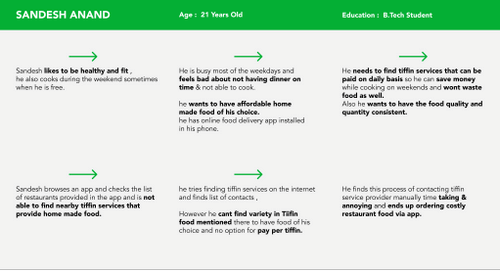 SANDESH ANAND
Age :  21 Years Old
Education :  B.Tech Student
Sandesh likes to be healthy and fit ,
he also cooks during the weekend sometimes
when he is free.
He is busy most of the weekdays and
feels bad about not having dinner on
time & not able to cook.
he wants to have affordable home
made food of his choice.
he has online food delivery app installed
in his phone.
He needs to find tiffin services that can be
paid on daily basis so he can save money
while cooking on weekends and wont waste
food as well.
Also he wants to have the food quality and
quantity consistent.
Sandesh browses an app and checks the list
of restaurants provided in the app and is not
able to find nearby tiffin services that
provide home made food.
he tries finding tiffin services on the internet
and finds list of contacts ,
However he cant find variety in Tiifin
food mentioned there to have food of his
choice and no option for pay per tiffin.
He finds this process of contacting tiffin
service provider manually time taking &
annoying and ends up ordering costly
restaurant food via app.